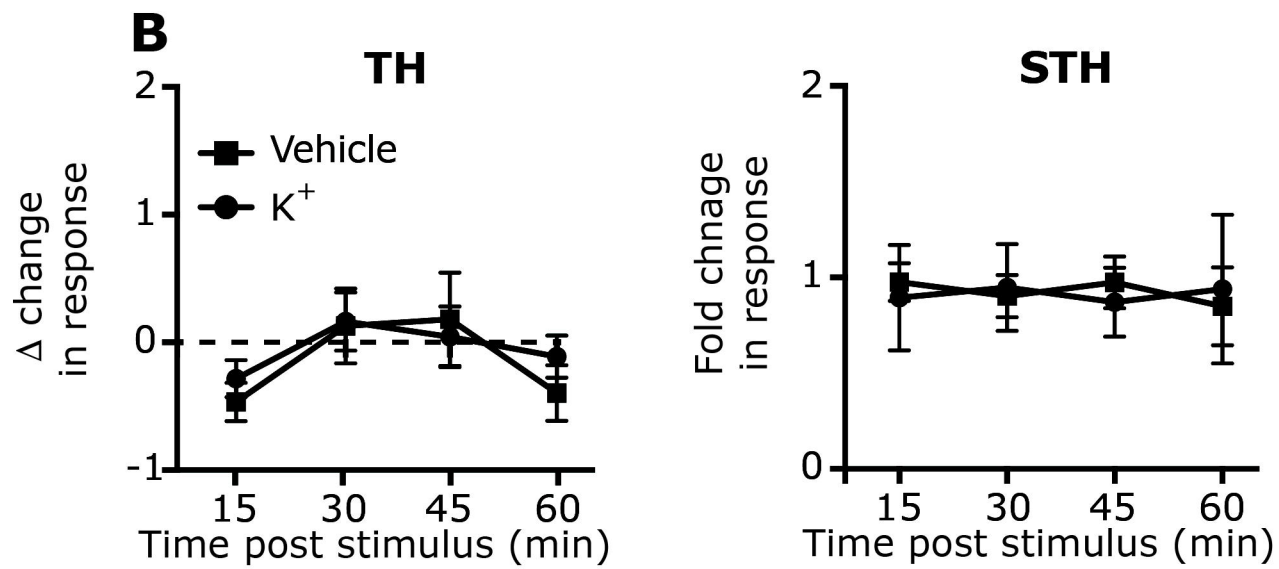 B
TH
2
1
0
-1
Δ change
in response
Vehicle
K⁺
15 30 45 60
Time post stimulus (min)
STH
2
1
0
Fold chnage
in response
15 30 45 60
Time post stimulus (min)